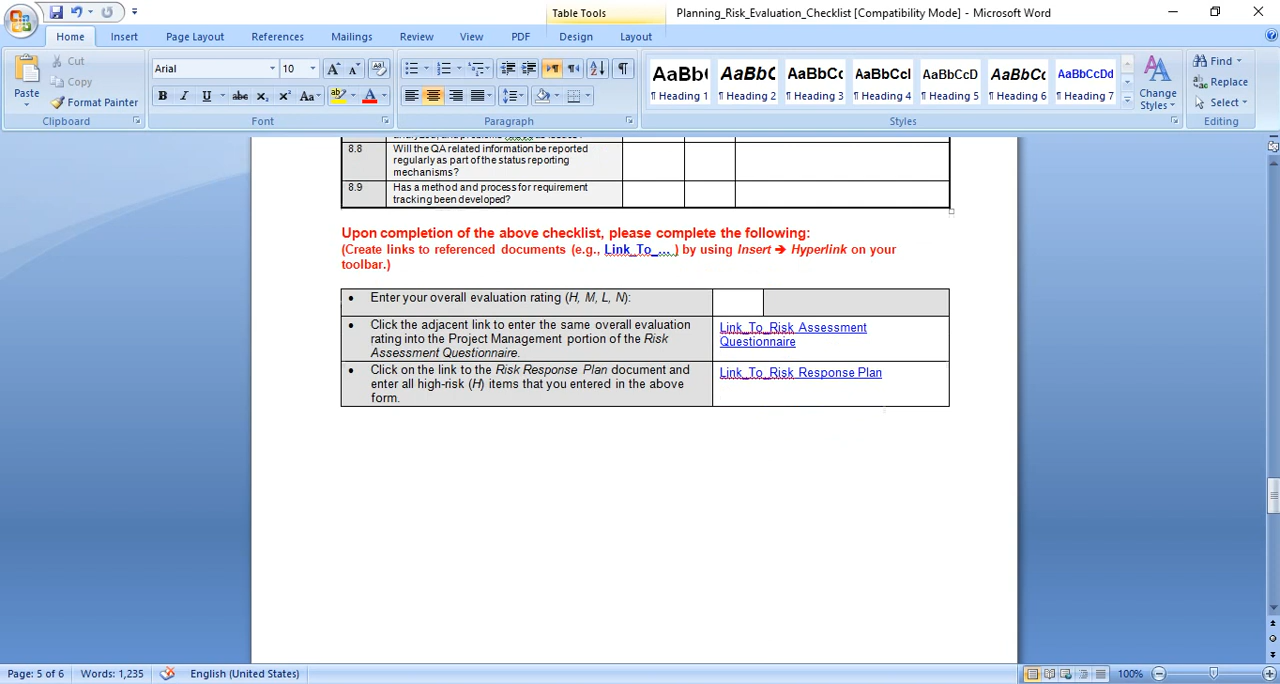 Table Tools
Planning_Risk_Evaluation_Checklist [Compatibility Mode] - Microsoft Word
Home Insert Page Layout References Mailings Review View PDF Design Layout
Paste
Cut
Copy
Format Painter
Clipboard
Arial 10
B I U abc X₂ X² Aa
Font
Paragraph
AaBb( AaBbC AaBbCc AaBbCcI AaBbCcD AaBbCc AaBbCcDd
¶ Heading 1 ¶ Heading 2 ¶ Heading 3 ¶ Heading 4 ¶ Heading 5 ¶ Heading 6 ¶ Heading 7
Styles
Change
Styles
Find
Replace
Select
Editing
8.8 Will the QA related information be reported
regularly as part of the status reporting
mechanisms?
8.9 Has a method and process for requirement
tracking been developed?
Upon completion of the above checklist, please complete the following:
(Create links to referenced documents (e.g., Link_To_… ) by using Insert ➔ Hyperlink on your
toolbar.)
• Enter your overall evaluation rating (H, M, L, N):
• Click the adjacent link to enter the same overall evaluation
rating into the Project Management portion of the Risk
Assessment Questionnaire.
Link_To_Risk Assessment
Questionnaire
• Click on the link to the Risk Response Plan document and
enter all high-risk (H) items that you entered in the above
form.
Link_To_Risk Response Plan
Page: 5 of 6 Words: 1,235 English (United States) 100%